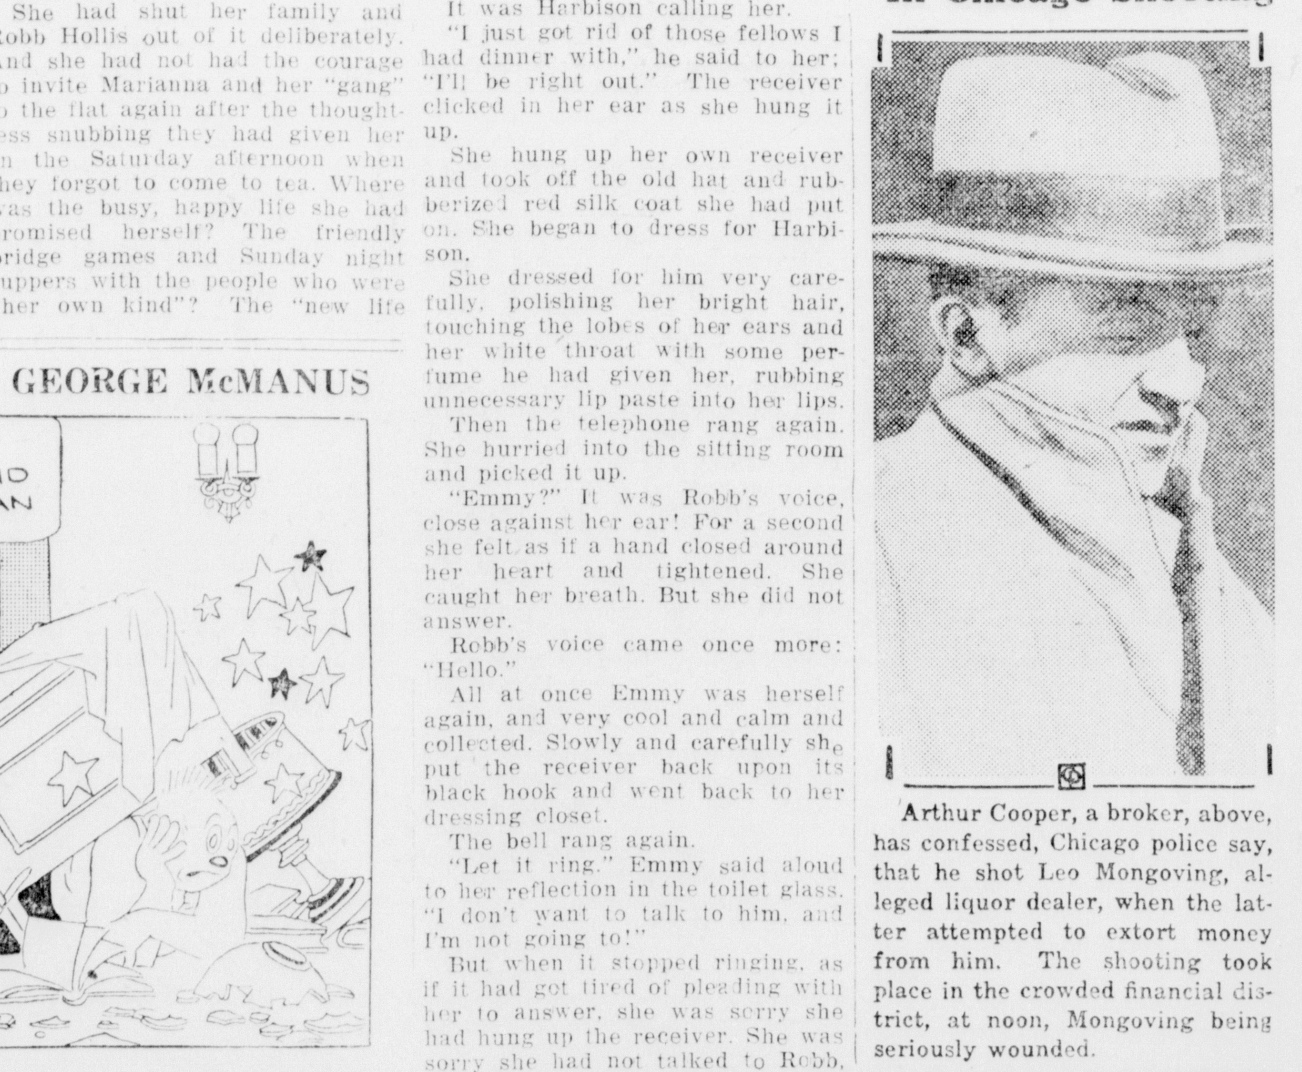 She had shut her family and
Robb Hollis out of it deliberately.
And she had not had the courage
to invite Marianna and her "gang"
to the flat again after the thought-
ess snubbing they had given her
n the Saturday afternoon when
hey forgot to come to tea. Where
was the busy, happy life she had
romised herself? The friendly
bridge games and Sunday night
uppers with the people who were
her own kind"? The "new life
GEORGE McMANUS
It was Harbison calling her.
"I just got rid of those fellows I
had dinner with," he said to her;
"I'll be right out." The receiver
clicked in her ear as she hung it
up.
She hung up her own receiver
and took off the old hat and rub-
berized red silk coat she had put
on. She began to dress for Harbi-
son.
She dressed for him very care-
fully, polishing her bright hair,
touching the lobes of her ears and
her white throat with some per-
fume he had given her, rubbing
unnecessary lip paste into her lips.
Then the telephone rang again.
She hurried into the sitting room
and picked it up.
"Emmy?" It was Robb's voice,
close against her ear! For a second
she felt as if a hand closed around
her heart and tightened. She
caught her breath. But she did not
answer.
Robb's voice came once more:
"Hello."
All at once Emmy was herself
again, and very cool and calm and
collected. Slowly and carefully she
put the receiver back upon its
black hook and went back to her
dressing closet.
The bell rang again.
"Let it ring." Emmy said aloud
to her reflection in the toilet glass.
"I don't want to talk to him, and
I'm not going to!"
But when it stopped ringing, as
if it had got tired of pleading with
her to answer, she was sorry she
had hung up the receiver. She was
sorry she had not talked to Robb,
In Chicago Shooting
Arthur Cooper, a broker, above,
has confessed, Chicago police say,
that he shot Leo Mongoving, al-
leged liquor dealer, when the lat-
ter attempted to extort money
from him. The shooting took
place in the crowded financial dis-
trict, at noon, Mongoving being
seriously wounded.